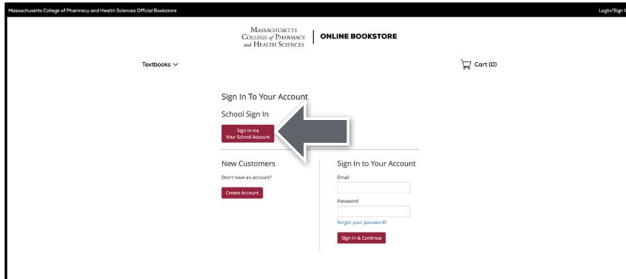 Massachusetts College of Pharmacy and Health Sciences Official Bookstore
Login/Sign
MASSACHUSETTS
COLLEGE of PHARMACY
and HEALTH SCIENCES
ONLINE BOOKSTORE
Textbooks
Cart (0)
Sign In To Your Account
School Sign In
Sign In via
Your School Account
New Customers
Don't have an account?
Create Account
Sign In to Your Account
Email
Password
Forgot your password?
Sign In & Continue